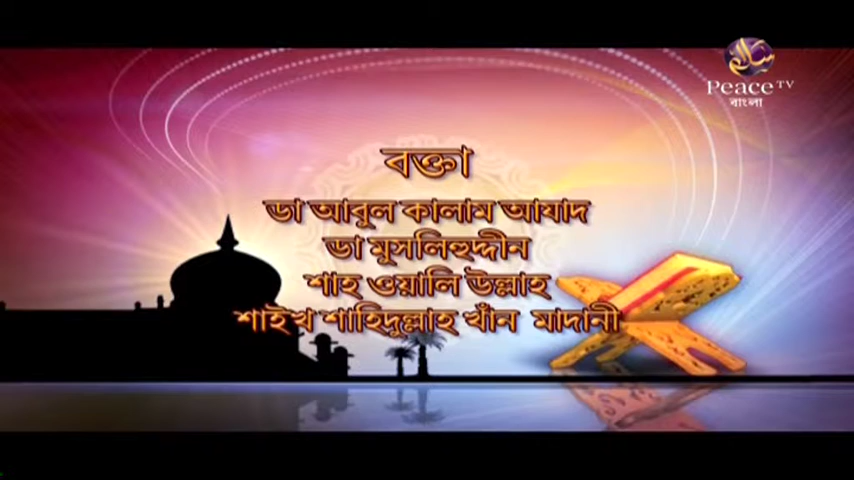 Peace TV
বাংলা
বক্তা
ডা আবুল কালাম আযাদ
ডা মুসলিহুদ্দীন
শাহ ওয়ালি উল্লাহ
শাইখ শাহিদুল্লাহ খাঁন মাদানী